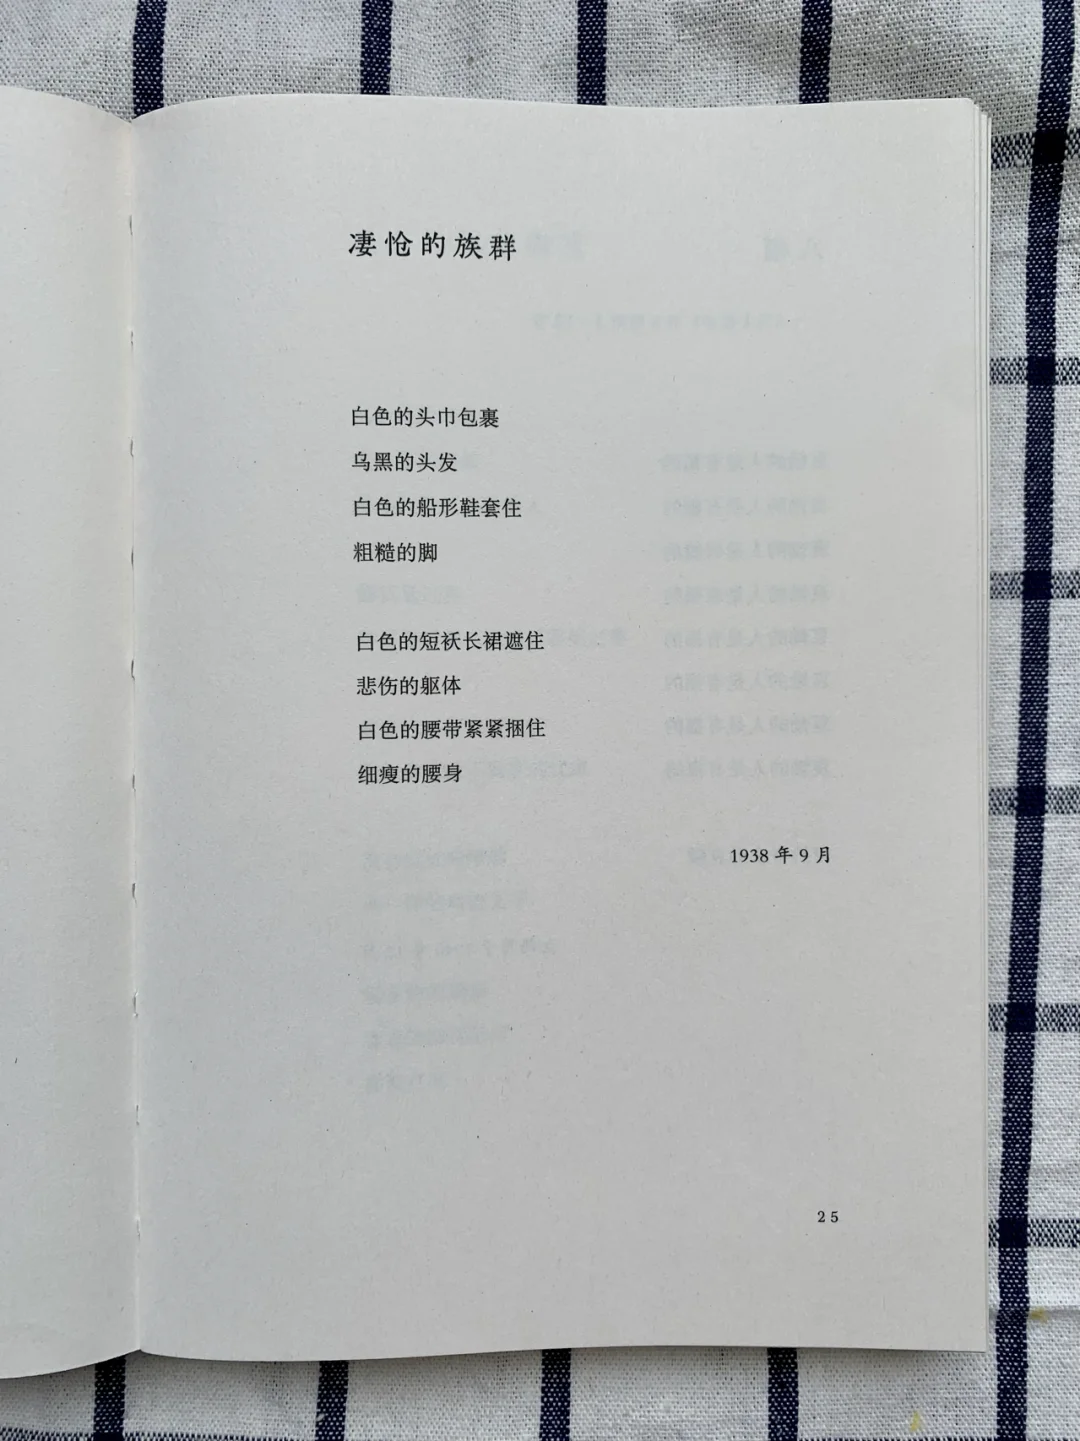 凄怆的族群
白色的头巾包裹
乌黑的头发
白色的船形鞋套住
粗糙的脚
白色的短袄长裙遮住
悲伤的躯体
白色的腰带紧紧捆住
细瘦的腰身
1938 年 9 月
25